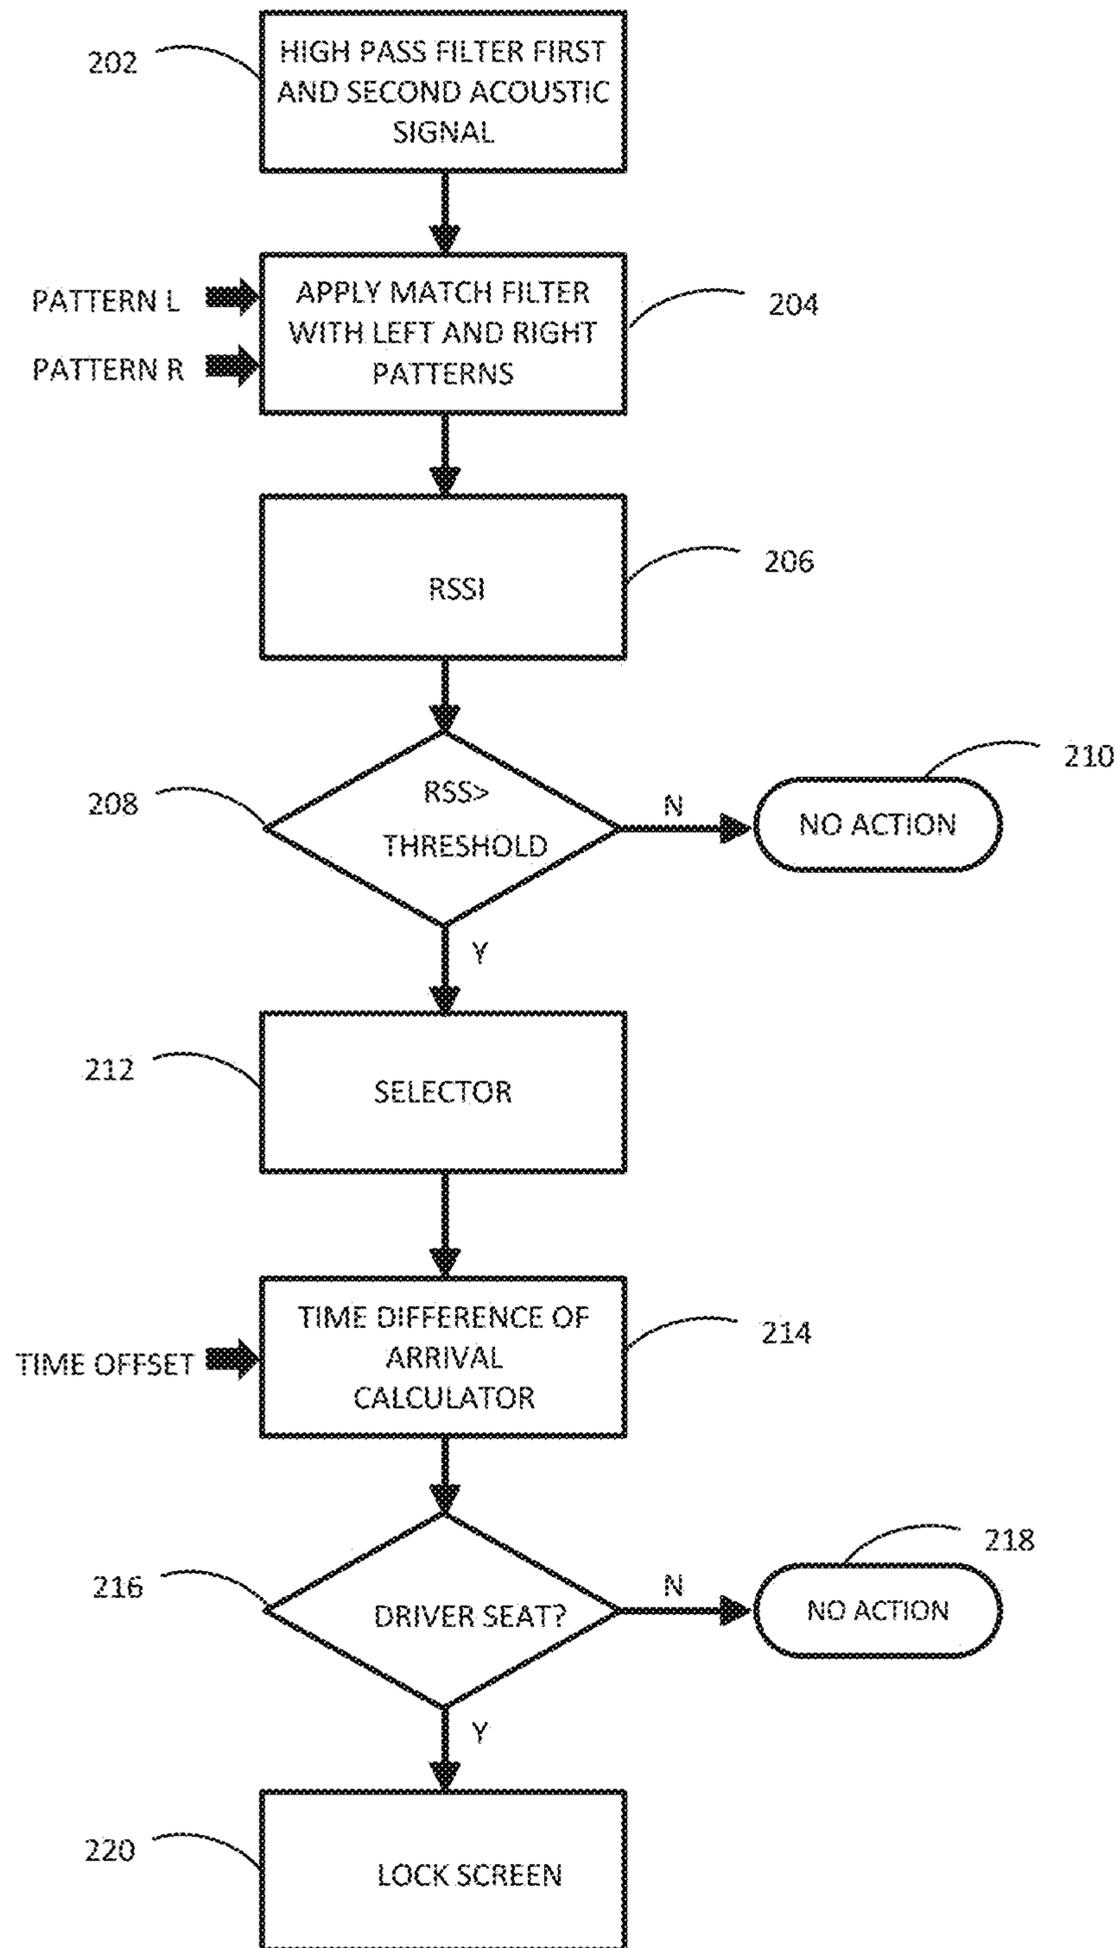 202
HIGH PASS FILTER FIRST
AND SECOND ACOUSTIC
SIGNAL
PATTERN L
PATTERN R
APPLY MATCH FILTER
WITH LEFT AND RIGHT
PATTERNS
204
RSSI
206
208
RSS>
THRESHOLD
N
NO ACTION
210
Y
212
SELECTOR
TIME OFFSET
TIME DIFFERENCE OF
ARRIVAL
CALCULATOR
214
216
DRIVER SEAT?
N
NO ACTION
218
Y
220
LOCK SCREEN